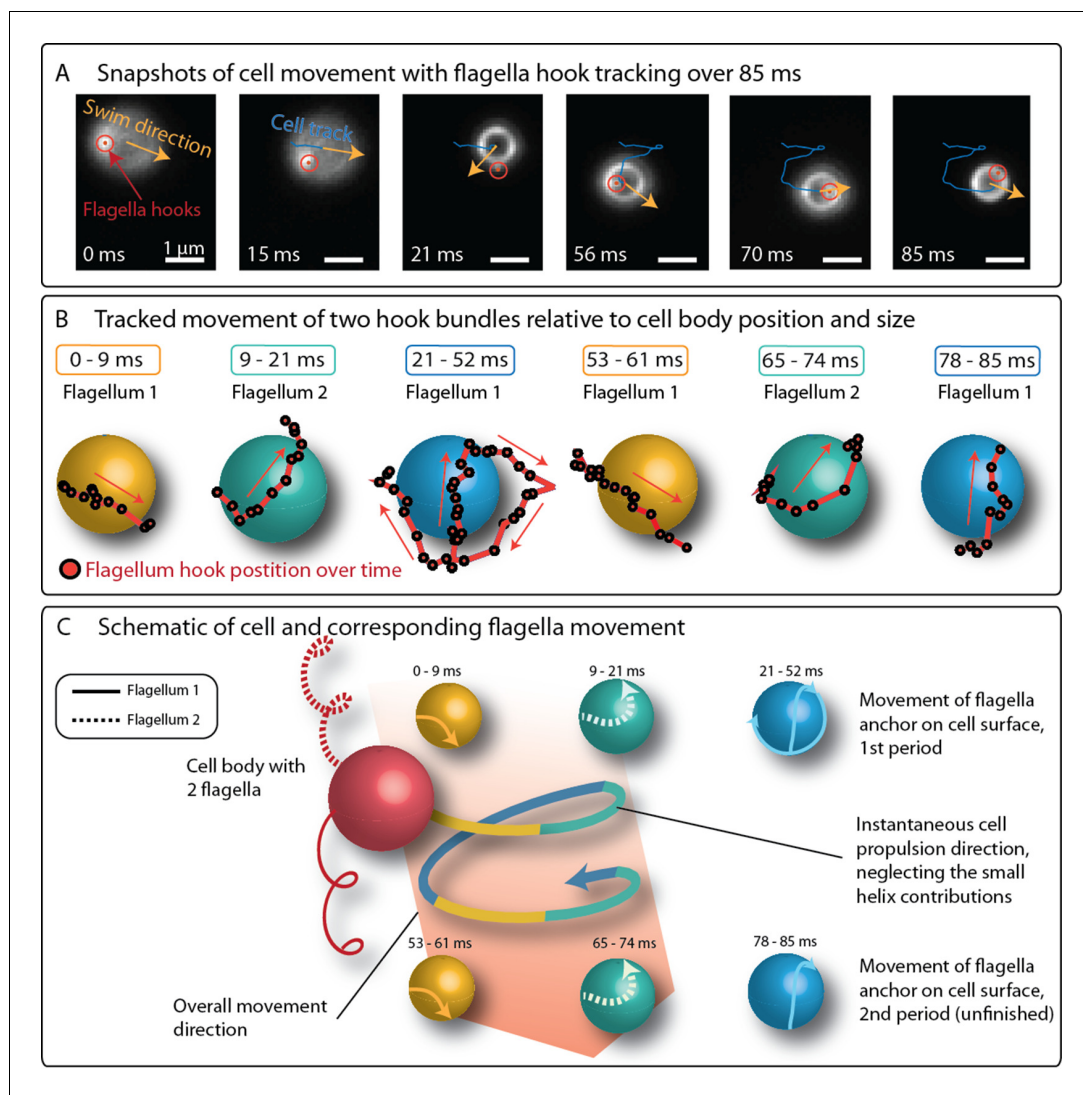 A Snapshots of cell movement with flagella hook tracking over 85 ms
Swim direction
Flagella hooks
0 ms
1 µm
Cell track
15 ms
21 ms
56 ms
70 ms
85 ms
B Tracked movement of two hook bundles relative to cell body position and size
0 - 9 ms
9 - 21 ms
21 - 52 ms
53 - 61 ms
65 - 74 ms
78 - 85 ms
Flagellum 1
Flagellum 2
Flagellum 1
Flagellum 1
Flagellum 2
Flagellum 1
Flagellum hook postition over time
C Schematic of cell and corresponding flagella movement
Flagellum 1
Flagellum 2
Cell body with
2 flagella
0 - 9 ms
9 - 21 ms
21 - 52 ms
Movement of flagella
anchor on cell surface,
1st period
Instantaneous cell
propulsion direction,
neglecting the small
helix contributions
Overall movement
direction
53 - 61 ms
65 - 74 ms
78 - 85 ms
Movement of flagella
anchor on cell surface,
2nd period (unfinished)